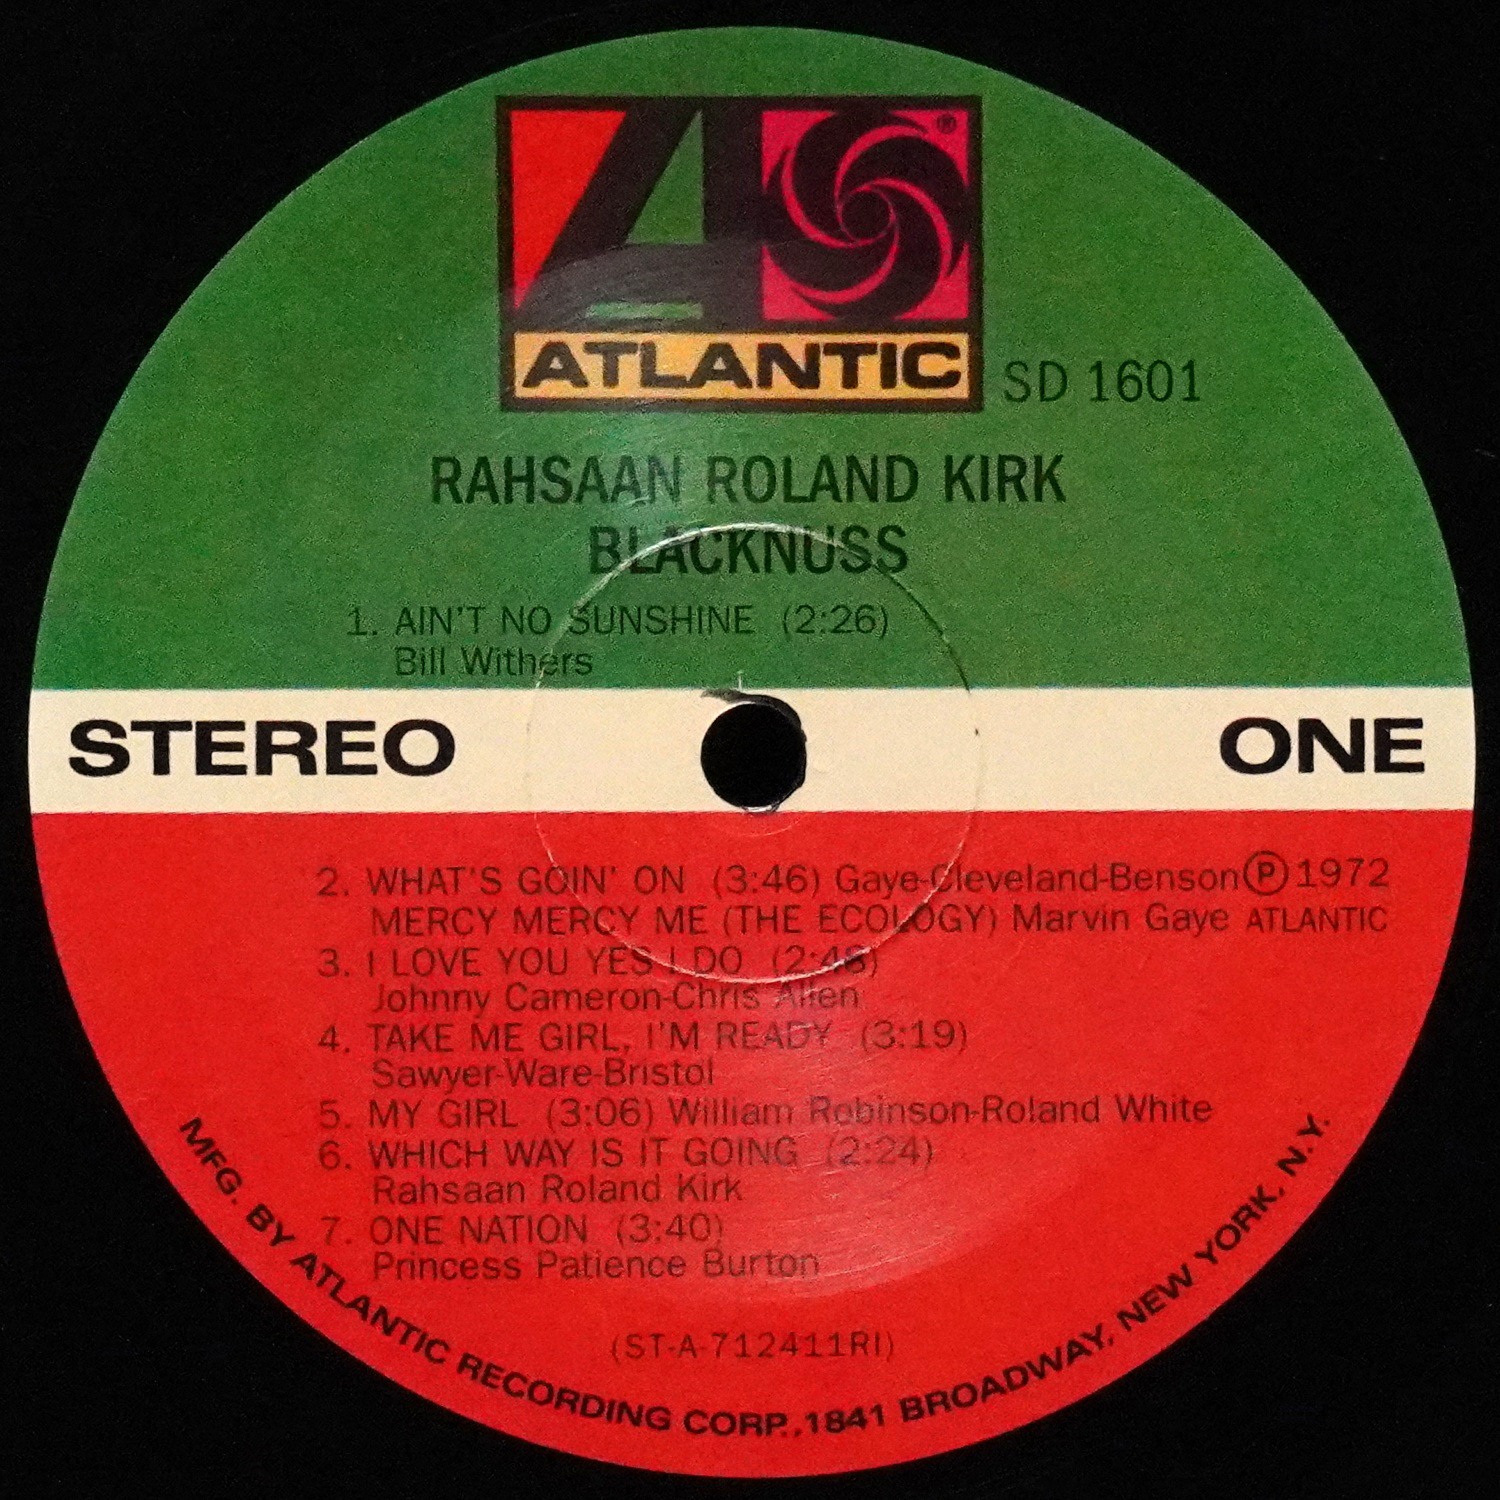 ATLANTIC ®
SD 1601
RAHSAAN ROLAND KIRK
BLACKNUSS
1. AIN'T NO SUNSHINE (2:26)
Bill Withers
STEREO ONE
2. WHAT'S GOIN' ON (3:46) Gaye-Cleveland-Benson ℗ 1972
MERCY MERCY ME (THE ECOLOGY) Marvin Gaye ATLANTIC
3. I LOVE YOU YES I DO (2:48)
Johnny Cameron-Chris Allen
4. TAKE ME GIRL, I'M READY (3:19)
Sawyer-Ware-Bristol
5. MY GIRL (3:06) William Robinson-Roland White
6. WHICH WAY IS IT GOING (2:24)
Rahsaan Roland Kirk
7. ONE NATION (3:40)
Princess Patience Burton
(ST-A-712411RI)
MFG. BY ATLANTIC RECORDING CORP., 1841 BROADWAY, NEW YORK, N.Y.